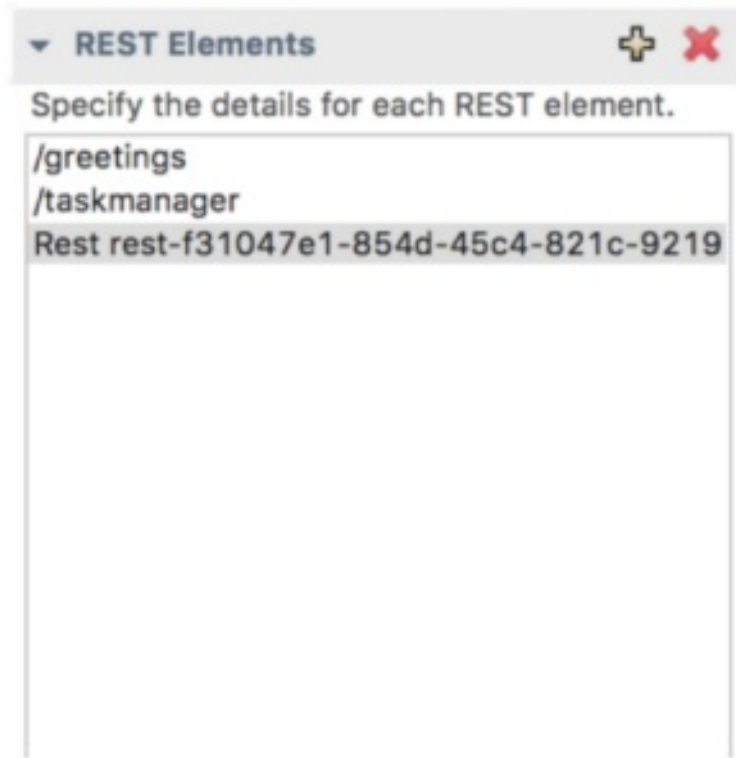 REST Elements
Specify the details for each REST element.
/greetings
/taskmanager
Rest rest-f31047e1-854d-45c4-821c-9219